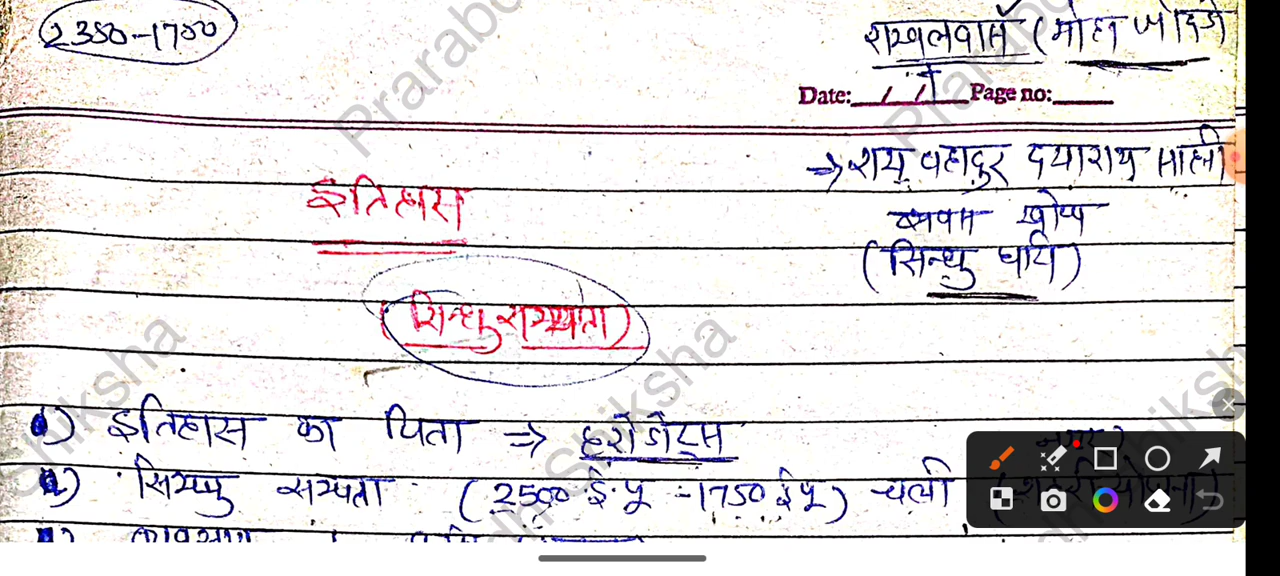 2350-1750
राखलदास (मोहन जोदडो
Date: / / Page no:
→ राय बहादुर दयाराम साहनी
इतिहास
खोज
(सिन्धु घाटी)
(सिन्धु सभ्यता)
1) इतिहास का पिता ⇒ हेरोडोटस
2) सिन्धु सभ्यता (2500 ई.पू -1750 ई.पू) चली